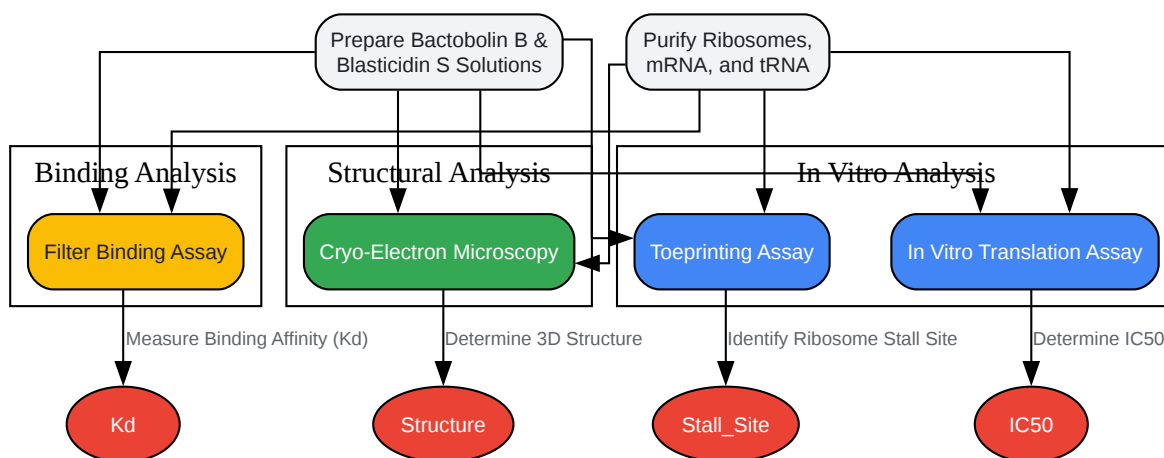 Prepare Bactobolin B &
Blasticidin S Solutions
Purify Ribosomes,
mRNA, and tRNA
Binding Analysis
Structural Analysis
In Vitro Analysis
Filter Binding Assay
Cryo-Electron Microscopy
Toeprinting Assay
In Vitro Translation Assay
Measure Binding Affinity (Kd)
Determine 3D Structure
Identify Ribosome Stall Site
Determine IC50
Kd
Structure
Stall_Site
IC50